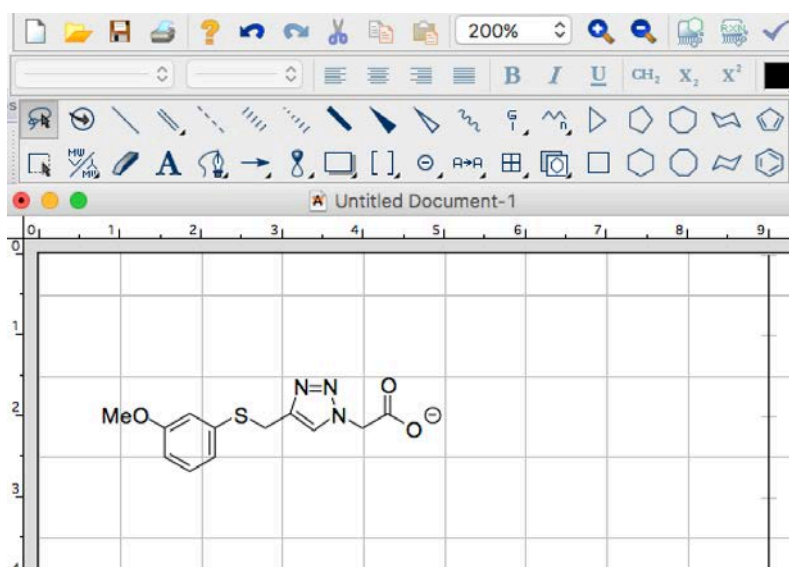 200%
B I U CH₂ X₂ X²
A
Untitled Document-1
0 1 2 3 4 5 6 7 8 9
0
1
2
3
MeO S N=N N O O ⊖